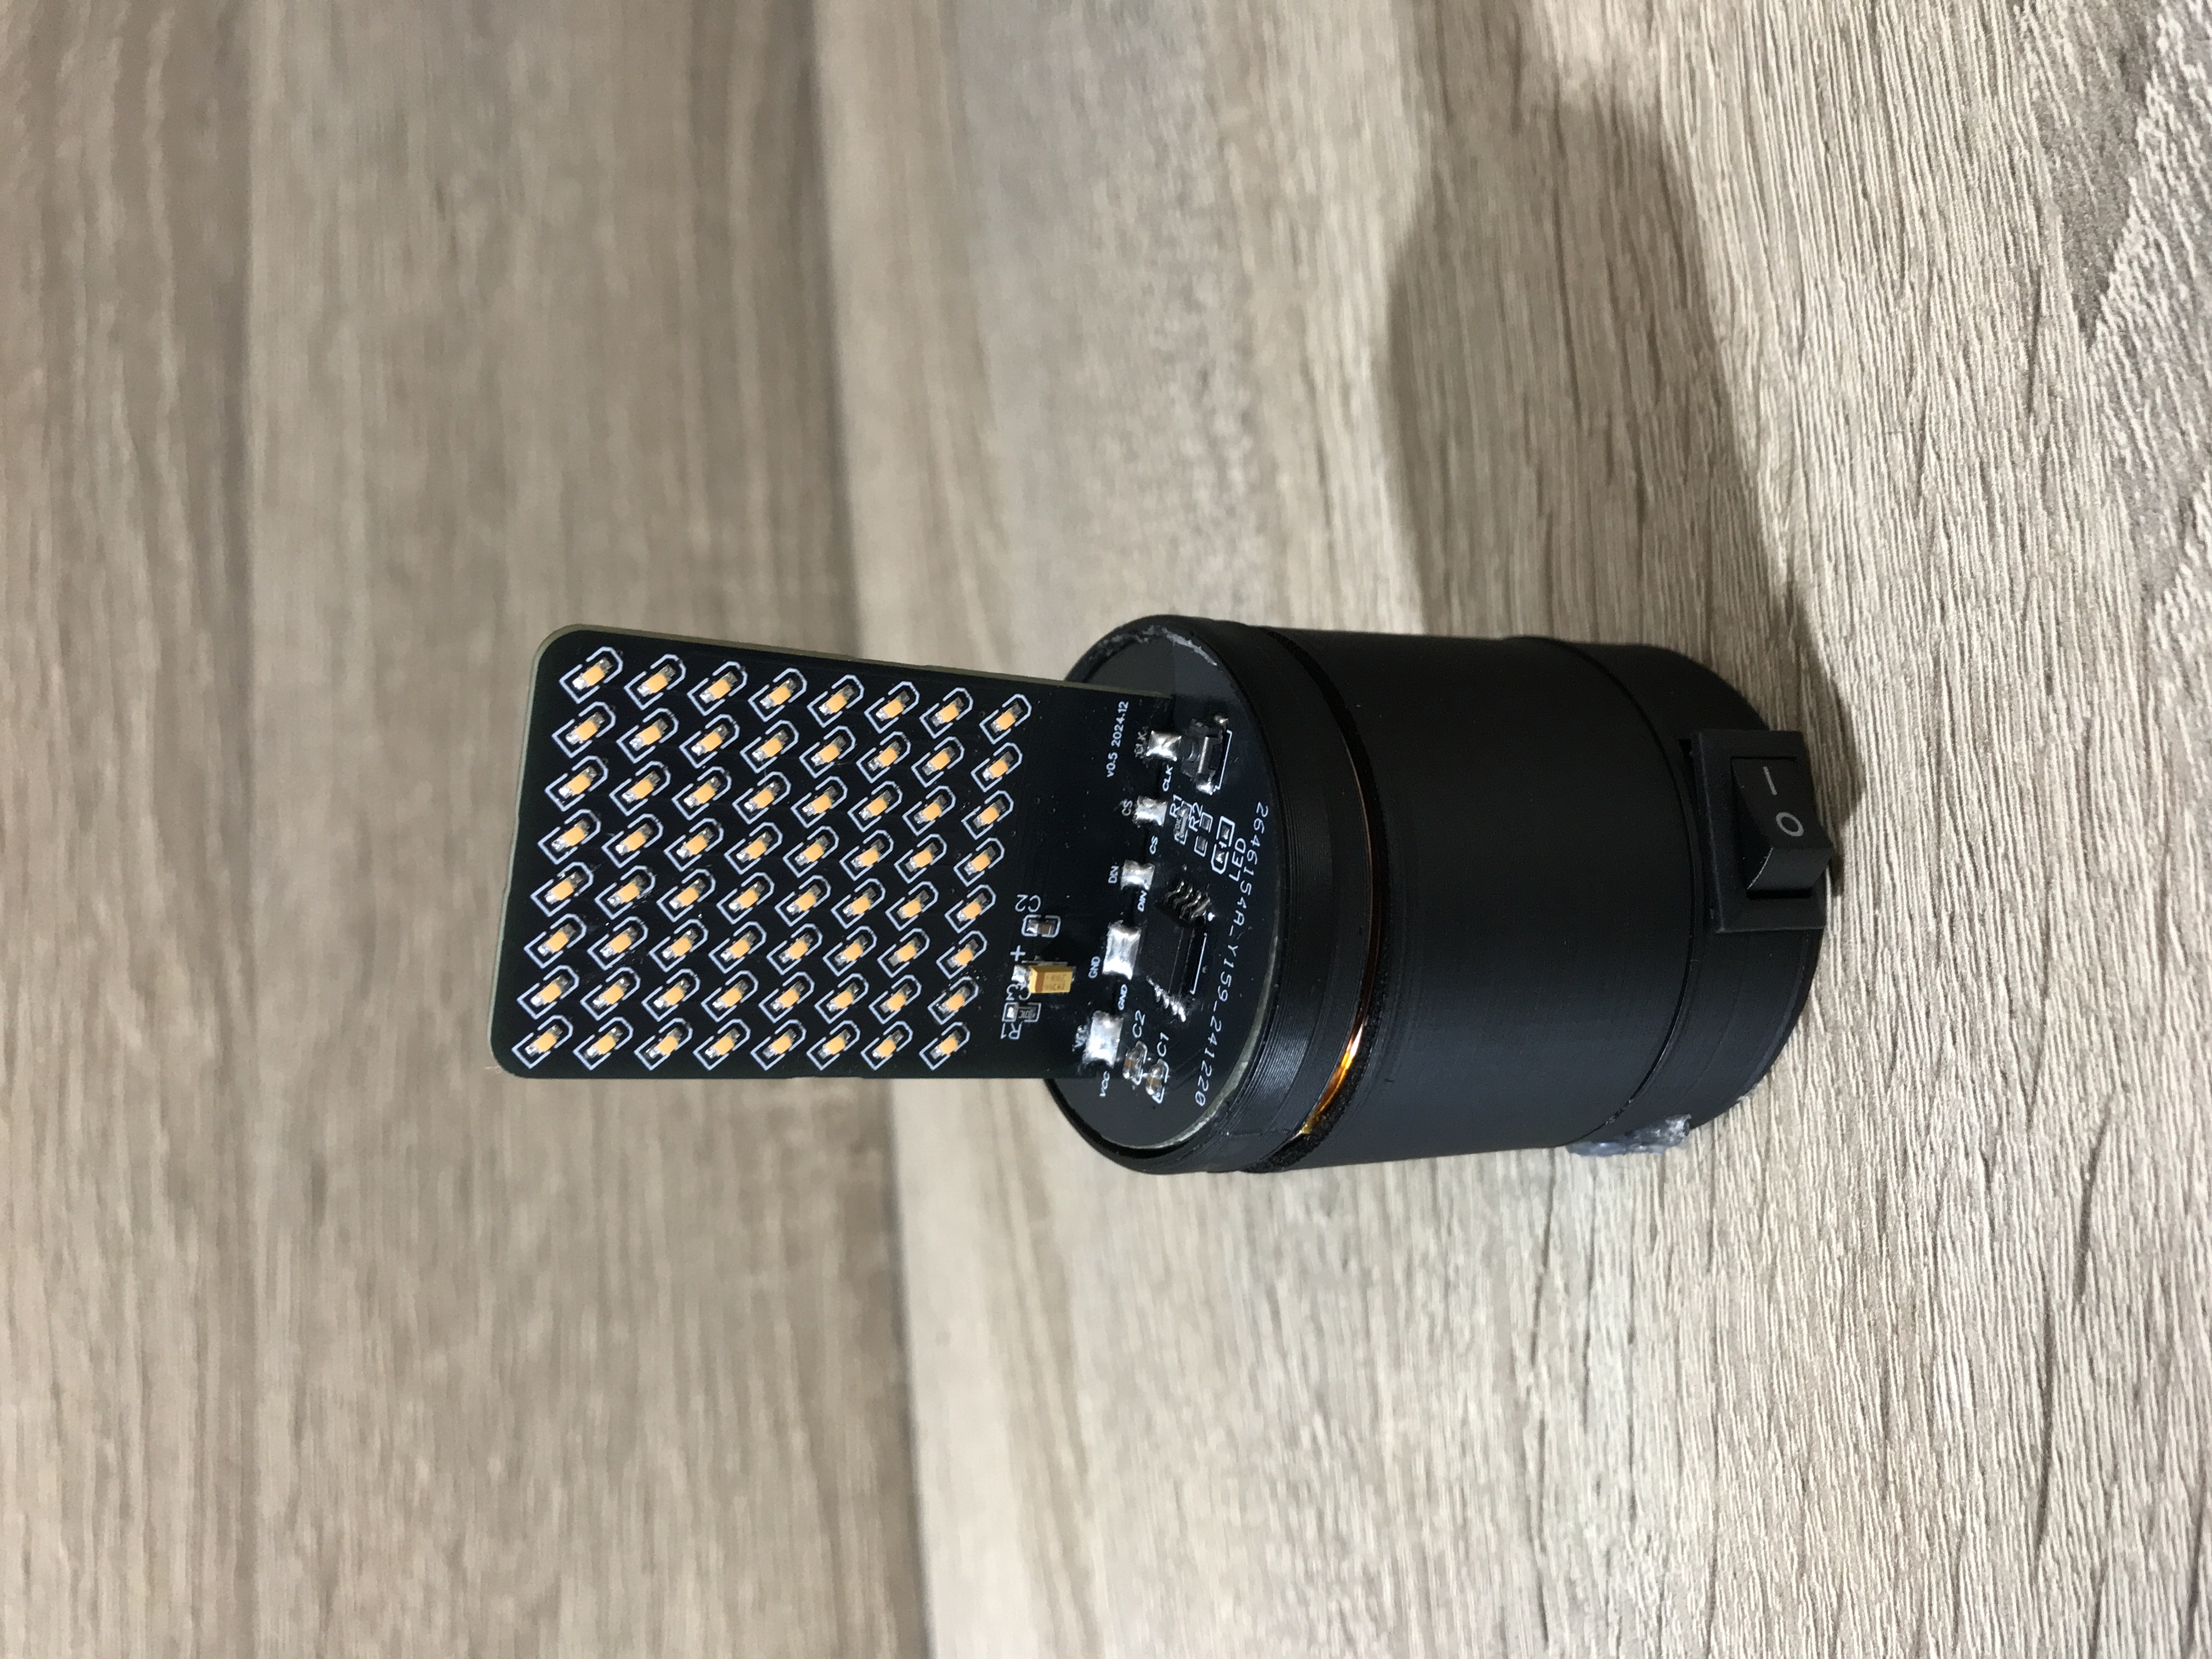 R1
C3
+
C2
VCC
GND
DIN
CS
CLK
v0.5 2024.12
VCC
GND
DIN
CS
CLK
C2
C1
R1
R2
LED
2646154A_Y159_241220
O I